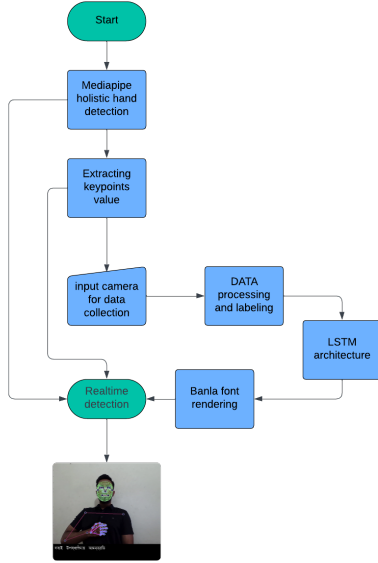 Start
Mediapipe
holistic hand
detection
Extracting
keypoints
value
input camera
for data
collection
DATA
processing
and labeling
LSTM
architecture
Banla font
rendering
Realtime
detection